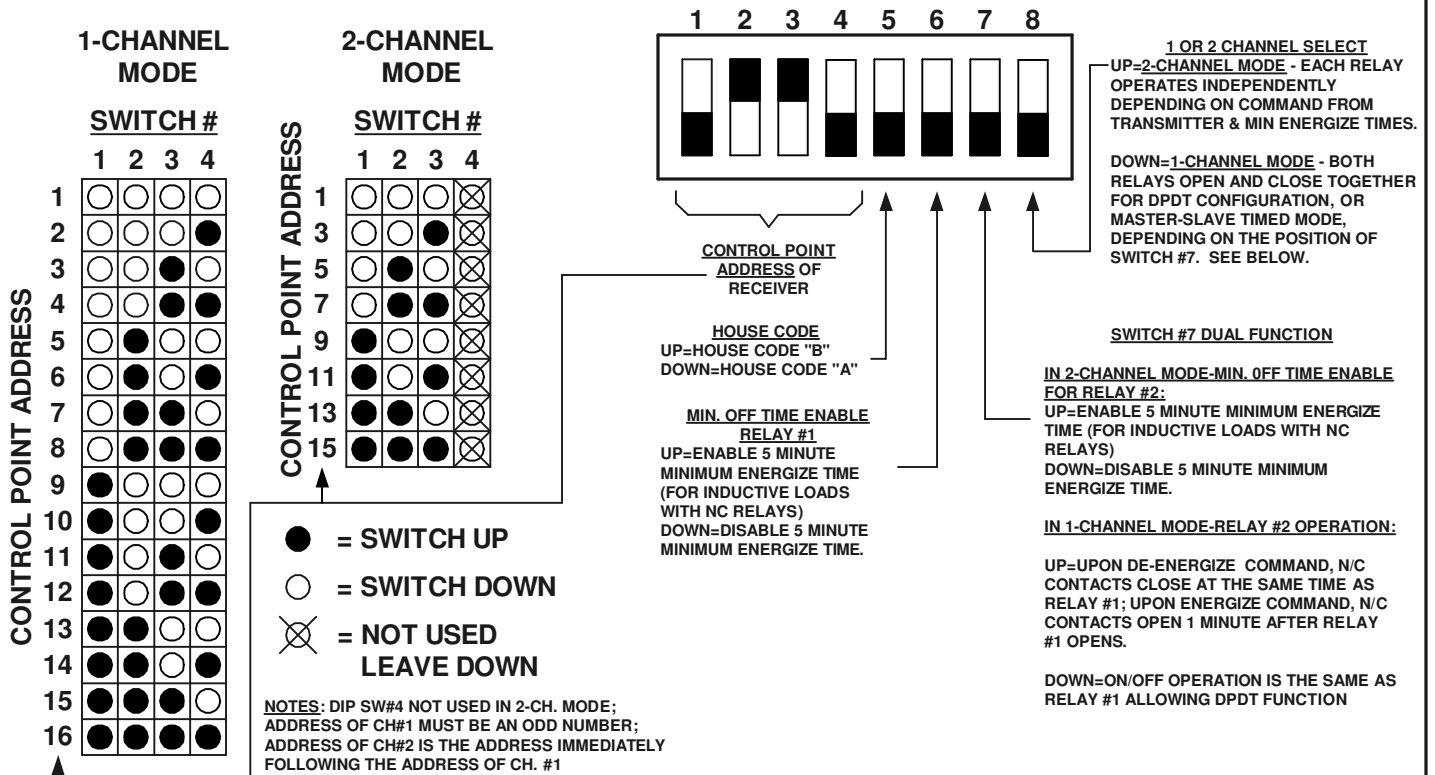 1-CHANNEL
MODE
SWITCH #
1 2 3 4
CONTROL POINT ADDRESS
1
2
3
4
5
6
7
8
9
10
11
12
13
14
15
16
2-CHANNEL
MODE
SWITCH #
1 2 3 4
CONTROL POINT ADDRESS
1
3
5
7
9
11
13
15
= SWITCH UP
= SWITCH DOWN
= NOT USED
LEAVE DOWN
NOTES: DIP SW#4 NOT USED IN 2-CH. MODE;
ADDRESS OF CH#1 MUST BE AN ODD NUMBER;
ADDRESS OF CH#2 IS THE ADDRESS IMMEDIATELY
FOLLOWING THE ADDRESS OF CH. #1
1 2 3 4 5 6 7 8
CONTROL POINT
ADDRESS OF
RECEIVER
HOUSE CODE
UP=HOUSE CODE "B"
DOWN=HOUSE CODE "A"
MIN. OFF TIME ENABLE
RELAY #1
UP=ENABLE 5 MINUTE
MINIMUM ENERGIZE TIME
(FOR INDUCTIVE LOADS
WITH NC RELAYS)
DOWN=DISABLE 5 MINUTE
MINIMUM ENERGIZE TIME.
1 OR 2 CHANNEL SELECT
UP=2-CHANNEL MODE - EACH RELAY
OPERATES INDEPENDENTLY
DEPENDING ON COMMAND FROM
TRANSMITTER & MIN ENERGIZE TIMES.
DOWN=1-CHANNEL MODE - BOTH
RELAYS OPEN AND CLOSE TOGETHER
FOR DPDT CONFIGURATION, OR
MASTER-SLAVE TIMED MODE,
DEPENDING ON THE POSITION OF
SWITCH #7. SEE BELOW.
SWITCH #7 DUAL FUNCTION
IN 2-CHANNEL MODE-MIN. 0FF TIME ENABLE
FOR RELAY #2:
UP=ENABLE 5 MINUTE MINIMUM ENERGIZE
TIME (FOR INDUCTIVE LOADS WITH NC
RELAYS)
DOWN=DISABLE 5 MINUTE MINIMUM
ENERGIZE TIME.
IN 1-CHANNEL MODE-RELAY #2 OPERATION:
UP=UPON DE-ENERGIZE COMMAND, N/C
CONTACTS CLOSE AT THE SAME TIME AS
RELAY #1; UPON ENERGIZE COMMAND, N/C
CONTACTS OPEN 1 MINUTE AFTER RELAY
#1 OPENS.
DOWN=ON/OFF OPERATION IS THE SAME AS
RELAY #1 ALLOWING DPDT FUNCTION